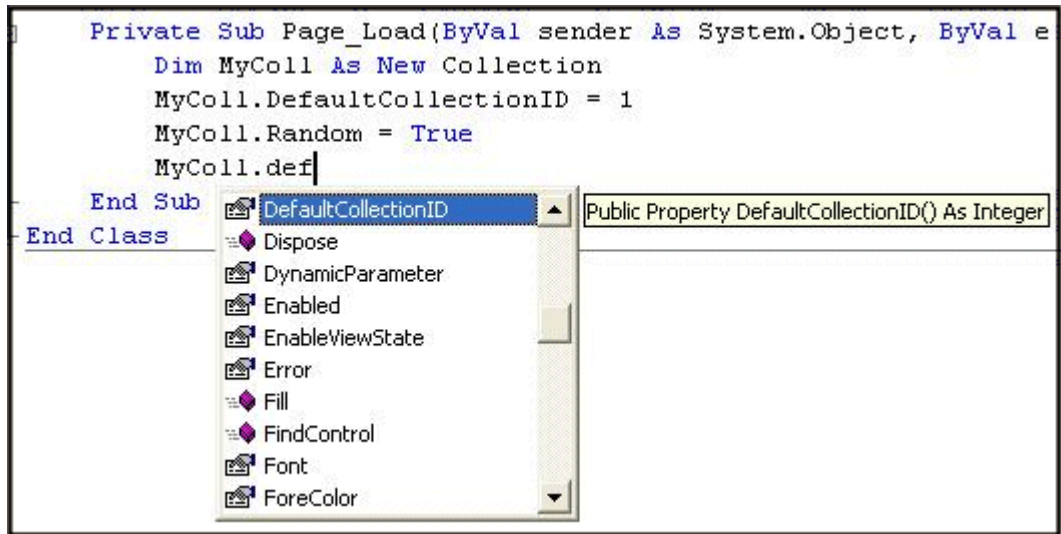 Private Sub Page_Load(ByVal sender As System.Object, ByVal e
Dim MyColl As New Collection
MyColl.DefaultCollectionID = 1
MyColl.Random = True
MyColl.def
End Sub
End Class
DefaultCollectionID
Public Property DefaultCollectionID() As Integer
Dispose
DynamicParameter
Enabled
EnableViewState
Error
Fill
FindControl
Font
ForeColor